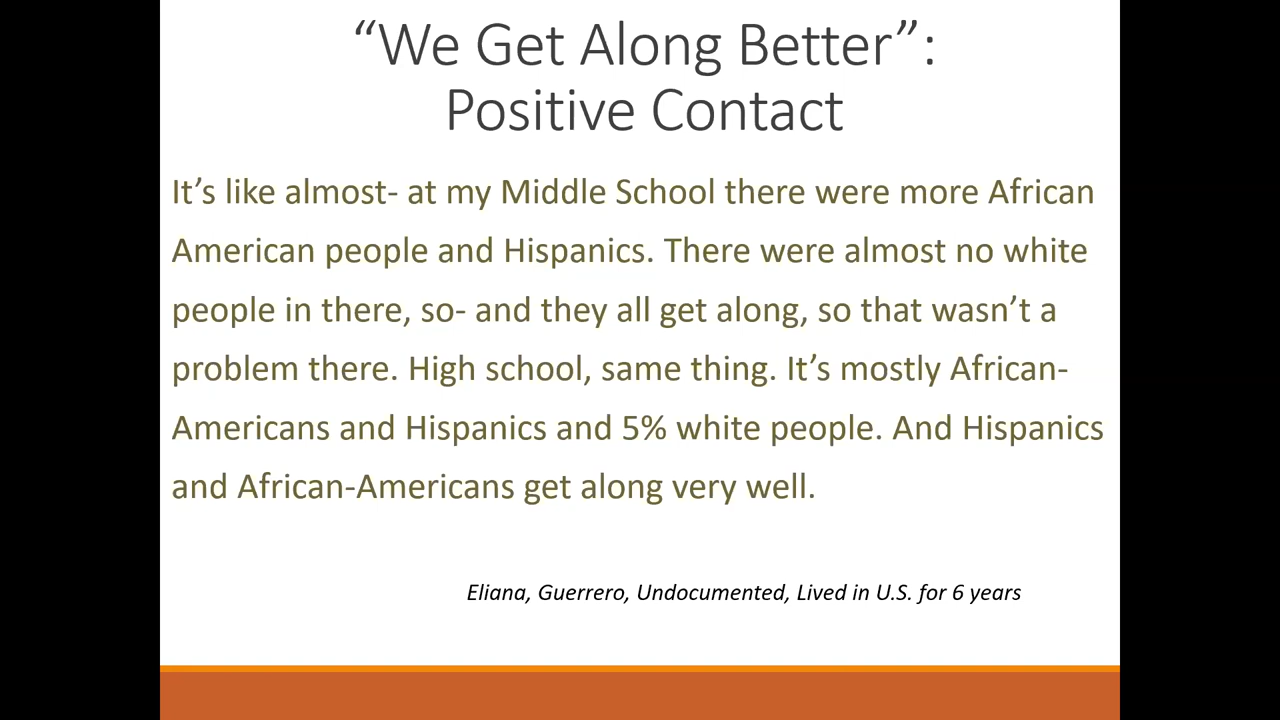 “We Get Along Better”:
Positive Contact
It’s like almost- at my Middle School there were more African
American people and Hispanics. There were almost no white
people in there, so- and they all get along, so that wasn’t a
problem there. High school, same thing. It’s mostly African-
Americans and Hispanics and 5% white people. And Hispanics
and African-Americans get along very well.
Eliana, Guerrero, Undocumented, Lived in U.S. for 6 years